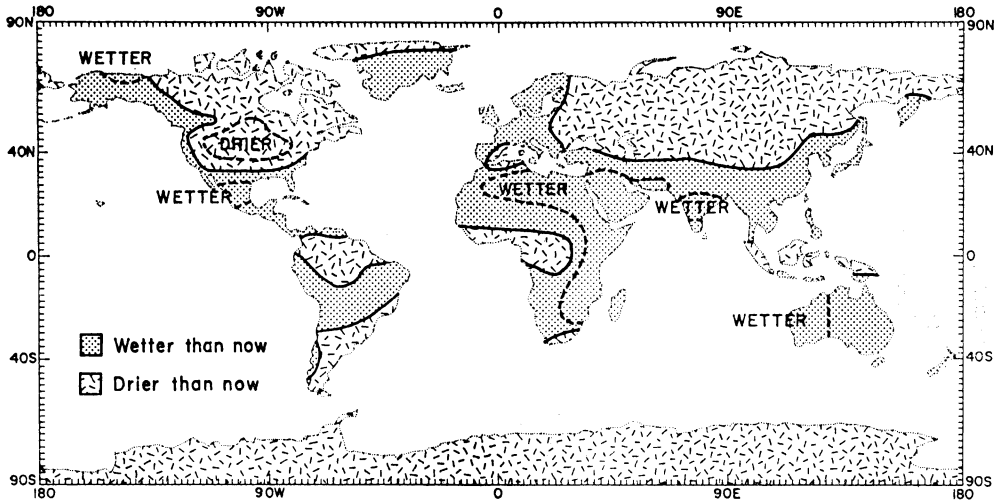 180 90W 0 90E 180
90N 90N
WETTER
40N DRIER 40N
WETTER WETTER WETTER
0 0
WETTER
Wetter than now
40S 40S
Drier than now
90S 90S
180 90W 0 90E 180